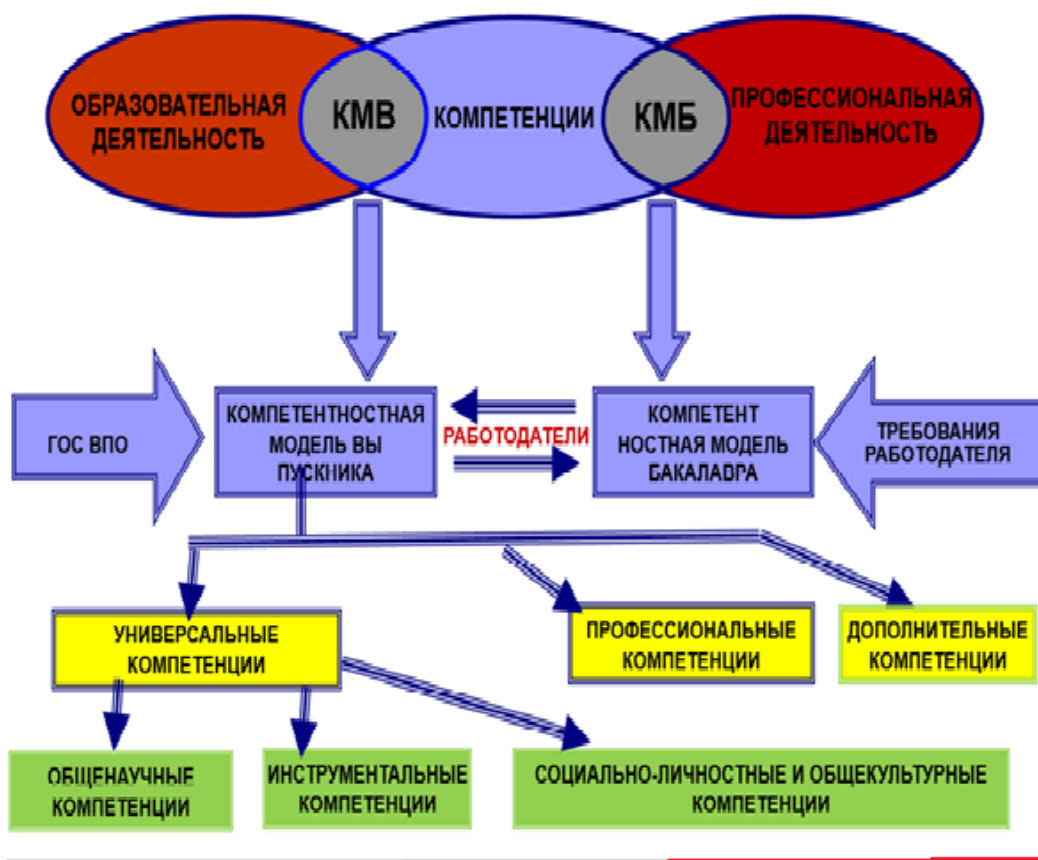 ОБРАЗОВАТЕЛЬНАЯ
ДЕЯТЕЛЬНОСТЬ
КМВ
КОМПЕТЕНЦИИ
КМБ
ПРОФЕССИОНАЛЬНАЯ
ДЕЯТЕЛЬНОСТЬ
ГОС ВПО
КОМПЕТЕНТНОСТНАЯ
МОДЕЛЬ ВЫ
ПУСКНИКА
РАБОТОДАТЕЛИ
КОМПЕТЕНТ
НОСТНАЯ МОДЕЛЬ
БАКАЛАВРА
ТРЕБОВАНИЯ
РАБОТОДАТЕЛЯ
УНИВЕРСАЛЬНЫЕ
КОМПЕТЕНЦИИ
ПРОФЕССИОНАЛЬНЫЕ
КОМПЕТЕНЦИИ
ДОПОЛНИТЕЛЬНЫЕ
КОМПЕТЕНЦИИ
ОБЩЕНАУЧНЫЕ
КОМПЕТЕНЦИИ
ИНСТРУМЕНТАЛЬНЫЕ
КОМПЕТЕНЦИИ
СОЦИАЛЬНО-ЛИЧНОСТНЫЕ И ОБЩЕКУЛЬТУРНЫЕ
КОМПЕТЕНЦИИ